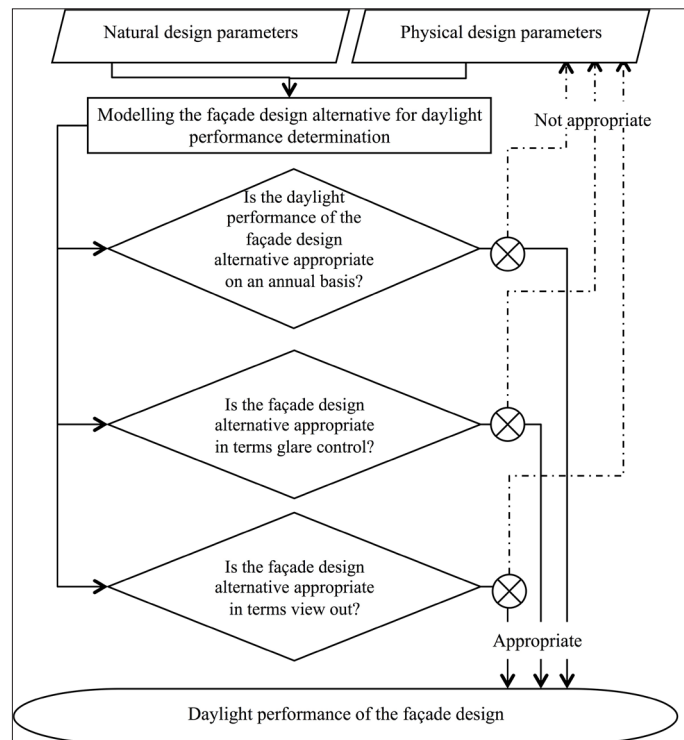 Natural design parameters
Physical design parameters
Modelling the façade design alternative for daylight
performance determination
Not appropriate
Is the daylight
performance of the
façade design
alternative appropriate
on an annual basis?
Is the façade design
alternative appropriate
in terms glare control?
Is the façade design
alternative appropriate
in terms view out?
Appropriate
Daylight performance of the façade design